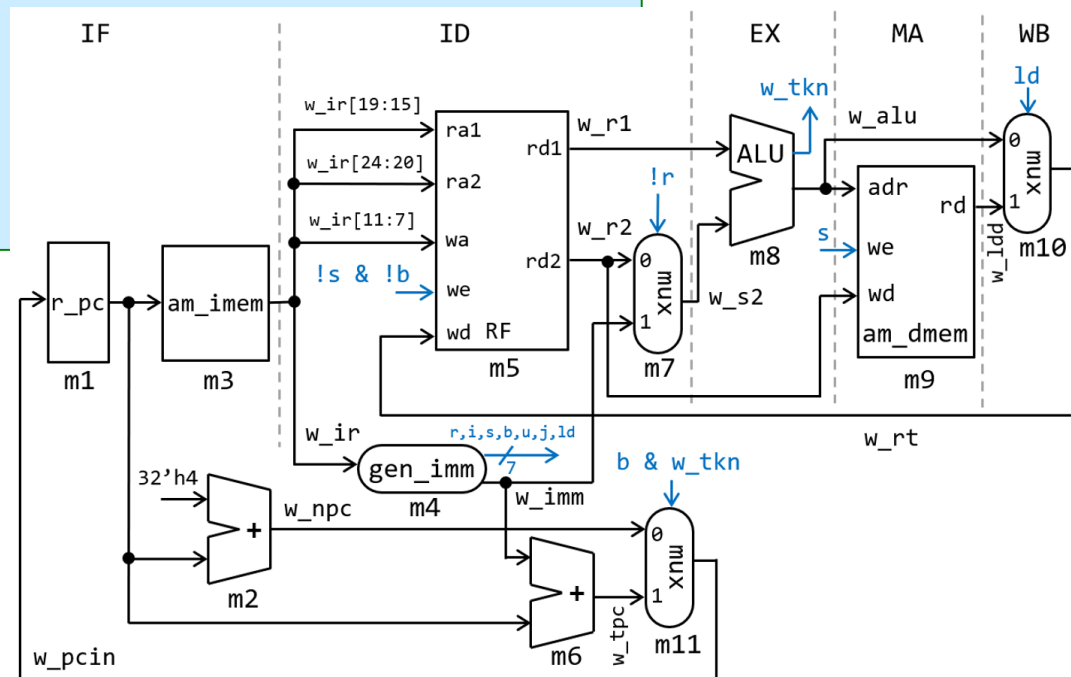 IF
ID
EX
MA
WB
w_ir[19:15]
w_ir[24:20]
w_ir[11:7]
!s & !b
ra1
ra2
wa
we
wd
RF
rd1
rd2
m5
w_r1
w_r2
!r
0
1
mux
m7
w_s2
w_tkn
ALU
m8
w_alu
s
adr
we
wd
rd
am_dmem
m9
w_ldd
ld
0
1
mux
m10
r_pc
m1
am_imem
m3
w_rt
w_ir
gen_imm
m4
r,i,s,b,u,j,ld
7
w_imm
32'h4
+
m2
w_npc
+
m6
w_tpc
b & w_tkn
0
1
mux
m11
w_pcin